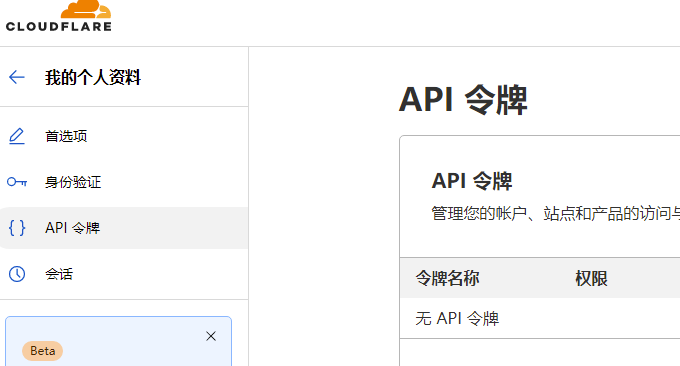 CLOUDFLARE
我的个人资料
首选项
身份验证
API 令牌
会话
Beta
API 令牌
API 令牌
管理您的帐户、站点和产品的访问与
令牌名称 权限
无 API 令牌